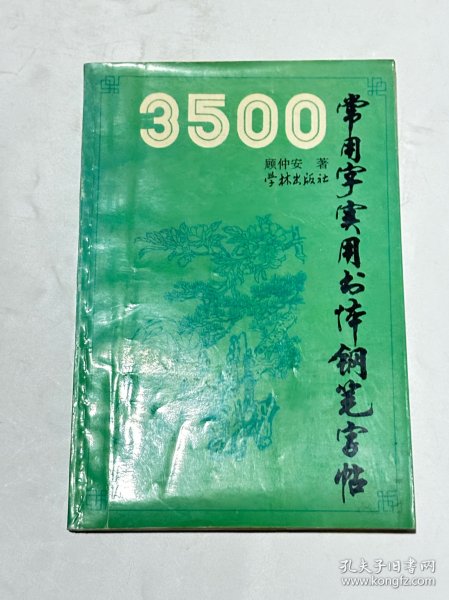 3500
常用字实用书体钢笔字帖
顾仲安 著
学林出版社
孔夫子旧书网
www.kongfz.com